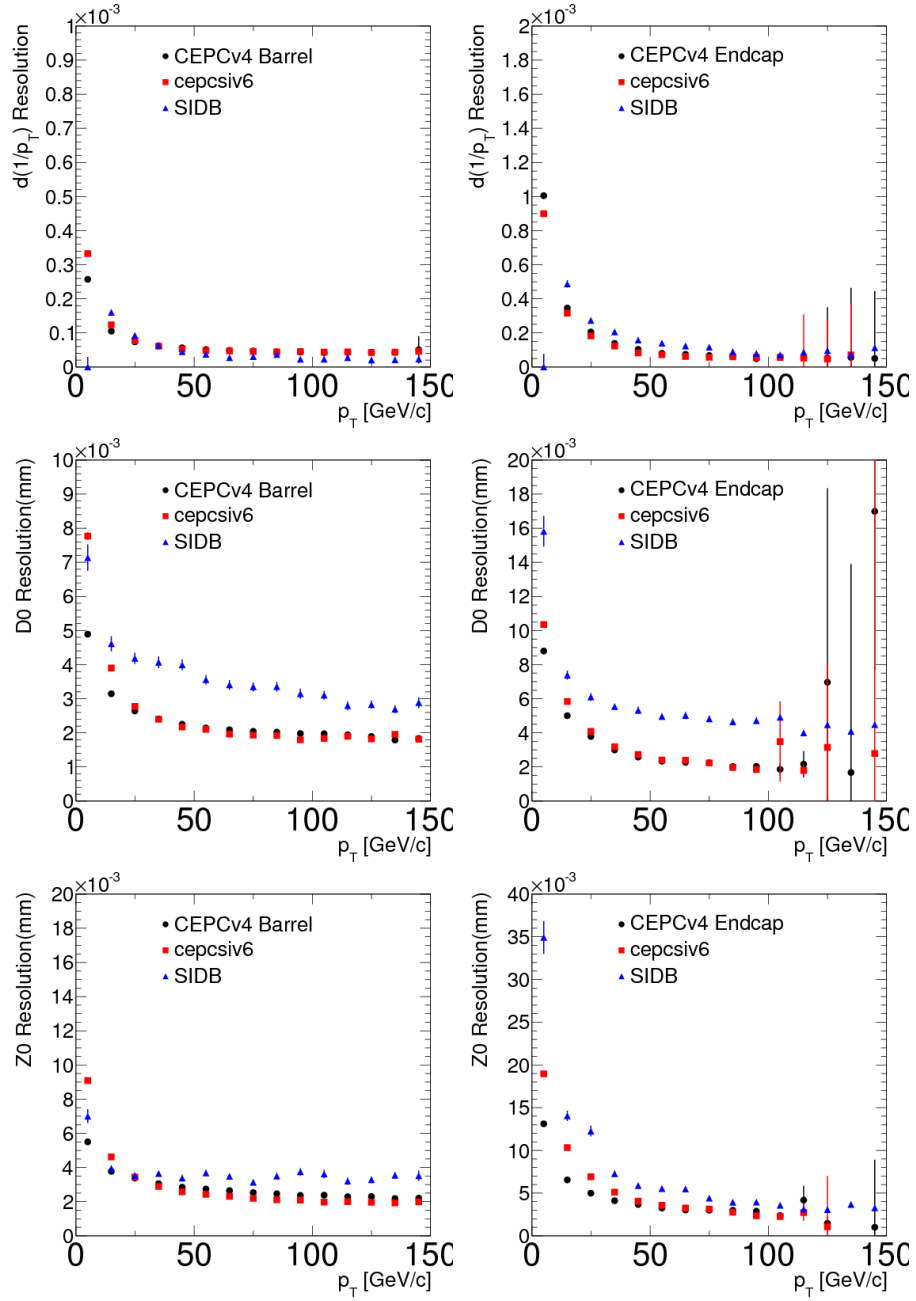 ×10⁻³
1
0.9
0.8
0.7
0.6
0.5
0.4
0.3
0.2
0.1
0
d(1/p_T) Resolution
CEPCv4 Barrel
cepcsiv6
SIDB
0 50 100 150
p_T [GeV/c]
×10⁻³
2
1.8
1.6
1.4
1.2
1
0.8
0.6
0.4
0.2
0
d(1/p_T) Resolution
CEPCv4 Endcap
cepcsiv6
SIDB
0 50 100 150
p_T [GeV/c]
×10⁻³
10
9
8
7
6
5
4
3
2
1
0
D0 Resolution(mm)
CEPCv4 Barrel
cepcsiv6
SIDB
0 50 100 150
p_T [GeV/c]
×10⁻³
20
18
16
14
12
10
8
6
4
2
0
D0 Resolution(mm)
CEPCv4 Endcap
cepcsiv6
SIDB
0 50 100 150
p_T [GeV/c]
×10⁻³
20
18
16
14
12
10
8
6
4
2
0
Z0 Resolution(mm)
CEPCv4 Barrel
cepcsiv6
SIDB
0 50 100 150
p_T [GeV/c]
×10⁻³
40
35
30
25
20
15
10
5
0
Z0 Resolution(mm)
CEPCv4 Endcap
cepcsiv6
SIDB
0 50 100 150
p_T [GeV/c]